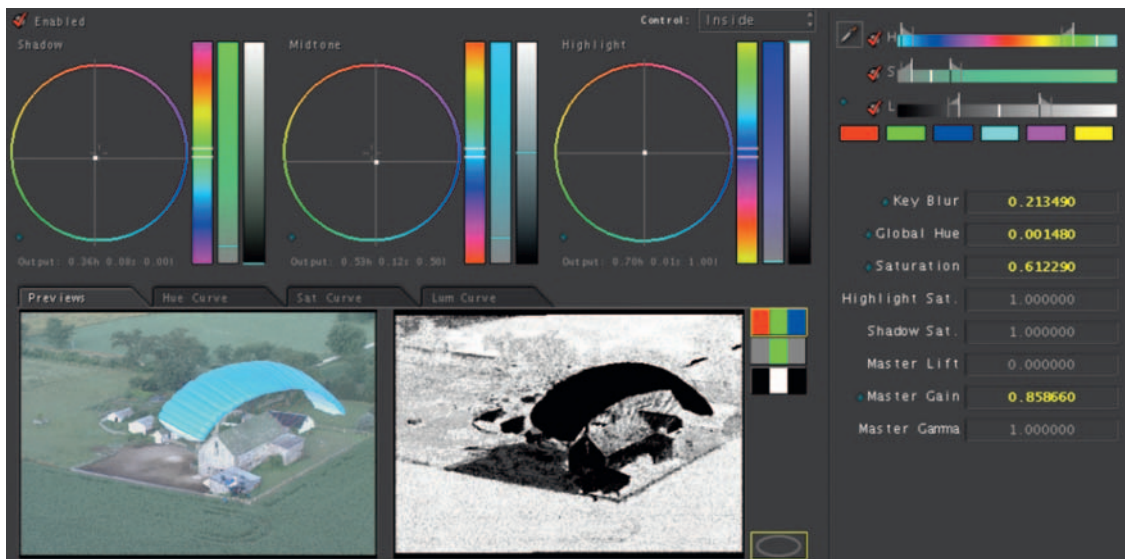 Enabled
Control: Inside
Shadow
Midtone
Highlight
H
S
L
Output: 0.36h 0.08s 0.00l
Output: 0.53h 0.12s 0.50l
Output: 0.70h 0.01s 1.00l
Previews
Hue Curve
Sat Curve
Lum Curve
Key Blur 0.213490
Global Hue 0.001480
Saturation 0.612290
Highlight Sat. 1.000000
Shadow Sat. 1.000000
Master Lift 0.000000
Master Gain 0.858660
Master Gamma 1.000000